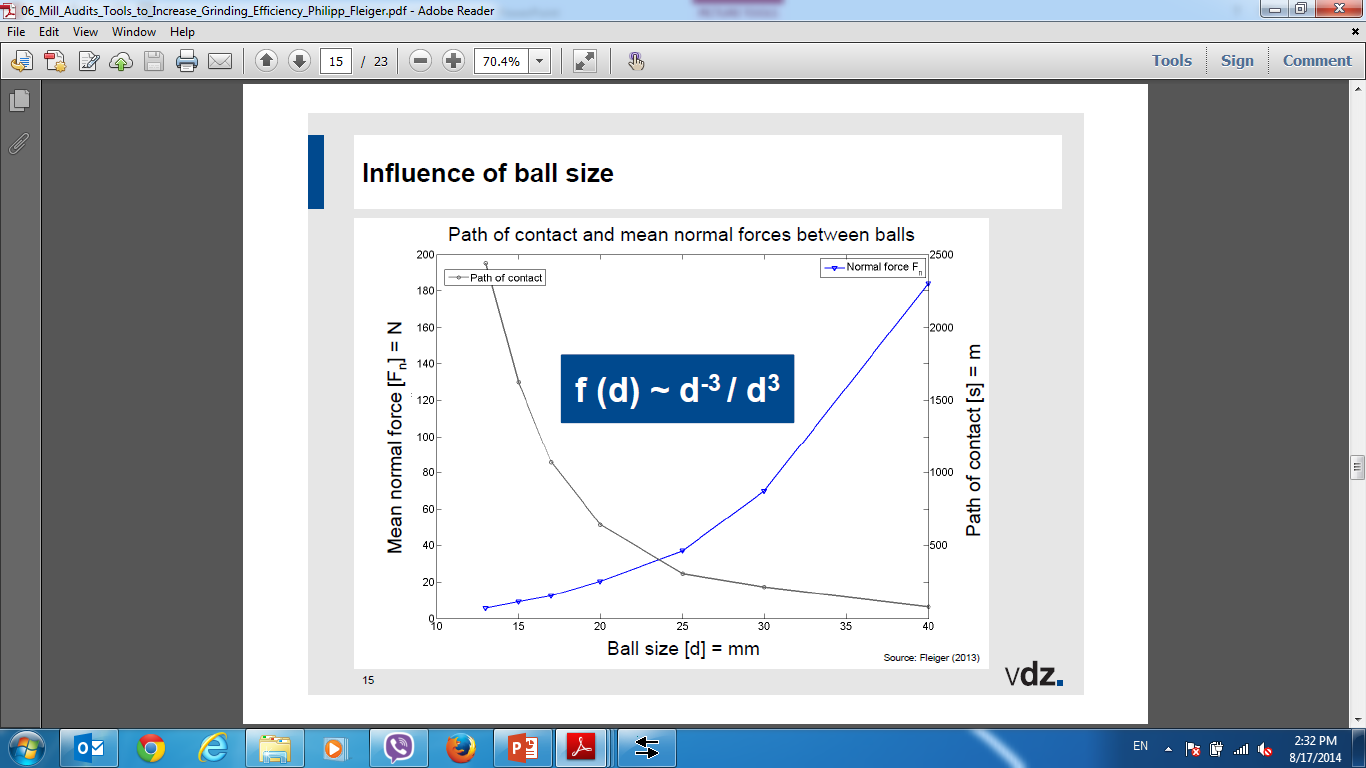 06_Mill_Audits_Tools_to_Increase_Grinding_Efficiency_Philipp_Fleiger.pdf - Adobe Reader
File Edit View Window Help
15 / 23 70.4% Tools Sign Comment
Influence of ball size
Path of contact and mean normal forces between balls
Path of contact
Normal force Fn
Mean normal force [Fn] = N
200
180
160
140
120
100
80
60
40
20
0
f (d) ~ d-3 / d3
2500
2000
1500
1000
500
Path of contact [s] = m
10 15 20 25 30 35 40
Ball size [d] = mm
Source: Fleiger (2013)
15
vdz.
EN
2:32 PM
8/17/2014